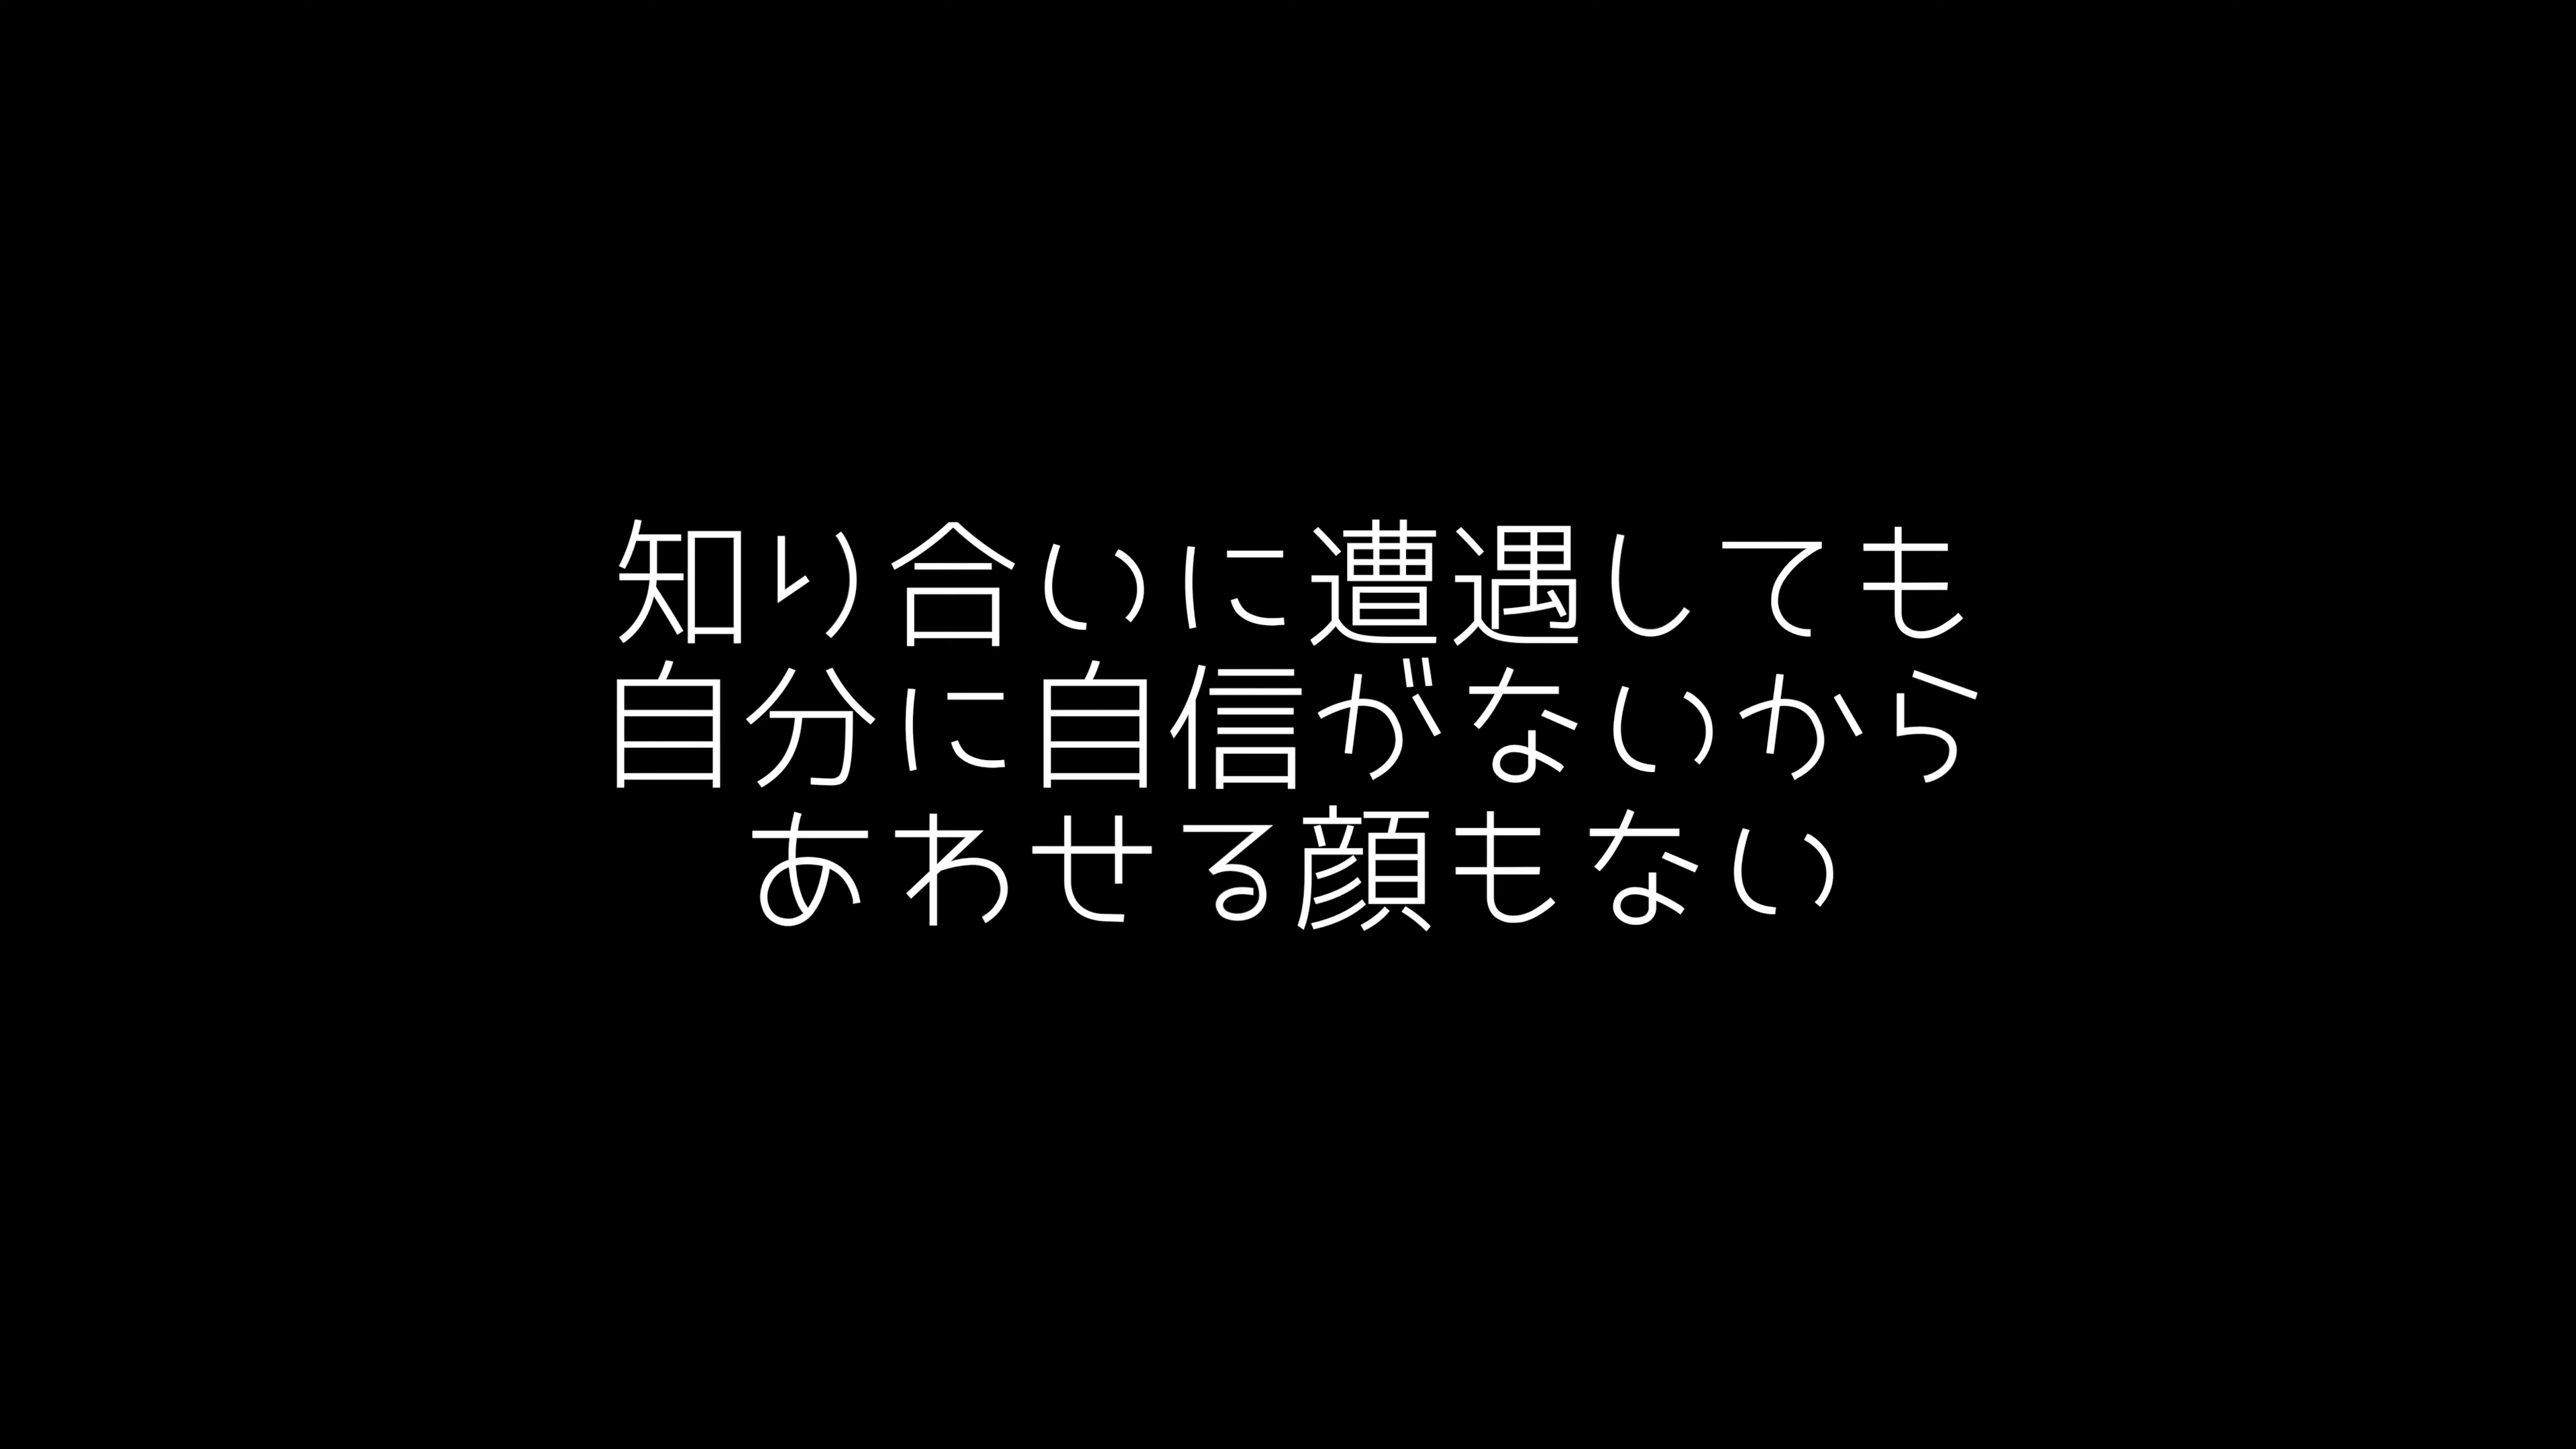 知り合いに遭遇しても
自分に自信がないから
あわせる顔もない